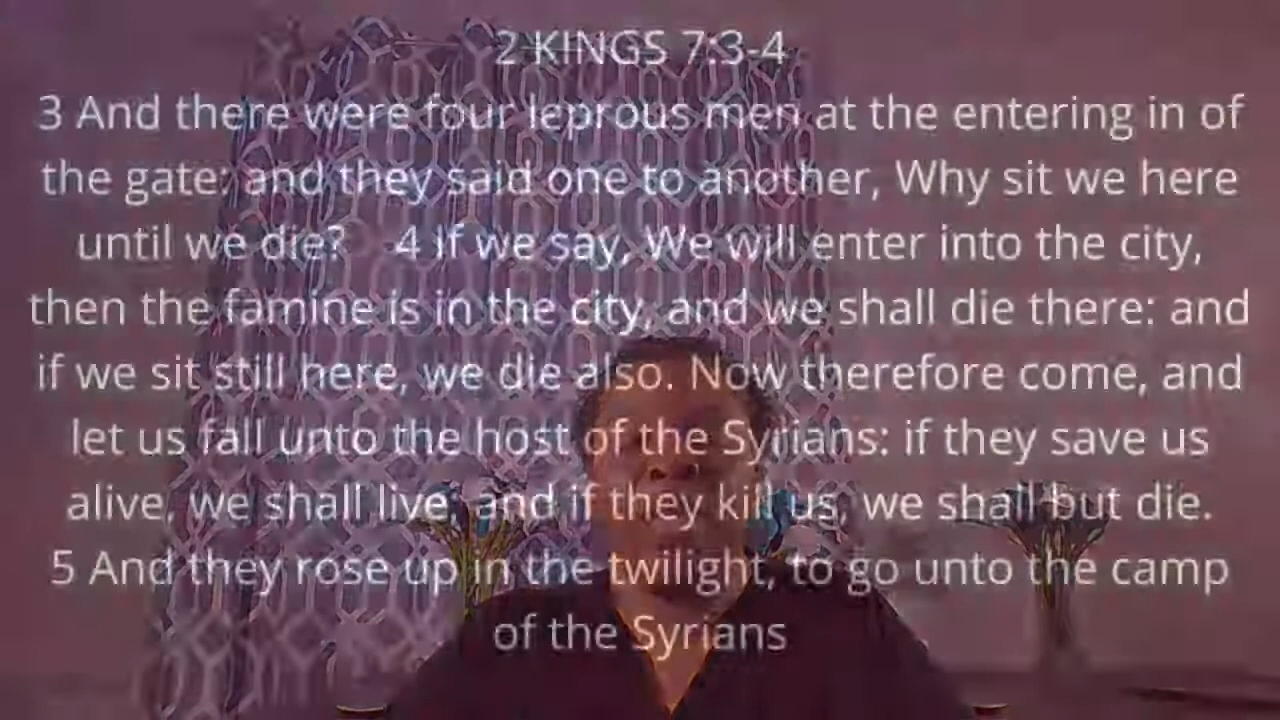 2 KINGS 7:3-4
3 And there were four leprous men at the entering in of
the gate: and they said one to another, Why sit we here
until we die? 4 If we say, We will enter into the city,
then the famine is in the city, and we shall die there: and
if we sit still here, we die also. Now therefore come, and
let us fall unto the host of the Syrians: if they save us
alive, we shall live; and if they kill us, we shall but die.
5 And they rose up in the twilight, to go unto the camp
of the Syrians